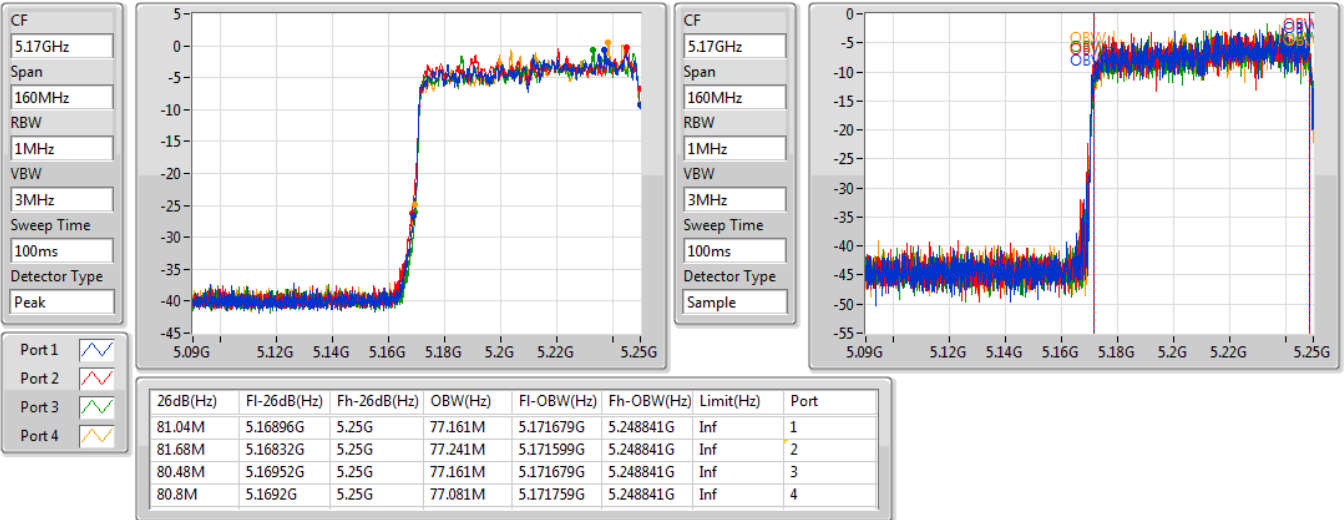 CF
5.17GHz
Span
160MHz
RBW
1MHz
VBW
3MHz
Sweep Time
100ms
Detector Type
Peak
5
0
-5
-10
-15
-20
-25
-30
-35
-40
-45
5.09G 5.12G 5.14G 5.16G 5.18G 5.2G 5.22G 5.25G
CF
5.17GHz
Span
160MHz
RBW
1MHz
VBW
3MHz
Sweep Time
100ms
Detector Type
Sample
0
-5
-10
-15
-20
-25
-30
-35
-40
-45
-50
-55
OBW
OBW
OBW
OBW
5.09G 5.12G 5.14G 5.16G 5.18G 5.2G 5.22G 5.25G
Port 1
Port 2
Port 3
Port 4
26dB(Hz) Fl-26dB(Hz) Fh-26dB(Hz) OBW(Hz) Fl-OBW(Hz) Fh-OBW(Hz) Limit(Hz) Port
81.04M 5.16896G 5.25G 77.161M 5.171679G 5.248841G Inf 1
81.68M 5.16832G 5.25G 77.241M 5.171599G 5.248841G Inf 2
80.48M 5.16952G 5.25G 77.161M 5.171679G 5.248841G Inf 3
80.8M 5.1692G 5.25G 77.081M 5.171759G 5.248841G Inf 4